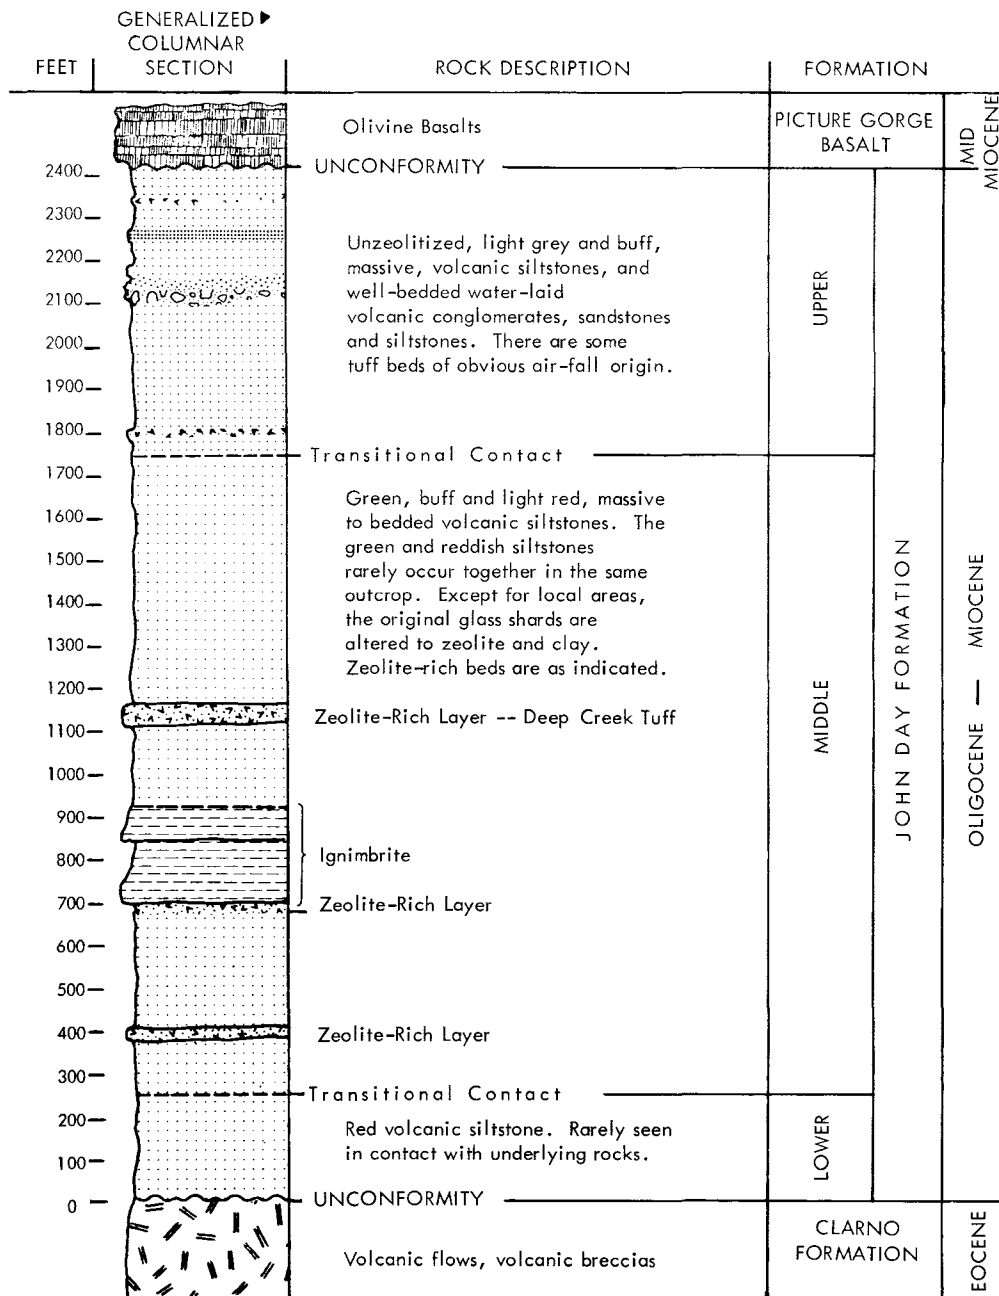 GENERALIZED
COLUMNAR
FEET SECTION ROCK DESCRIPTION FORMATION
Olivine Basalts
PICTURE GORGE
BASALT
MID
MIOCENE
2400 UNCONFORMITY
2300
2200
2100
2000
1900
1800
Unzeolitized, light grey and buff,
massive, volcanic siltstones, and
well-bedded water-laid
volcanic conglomerates, sandstones
and siltstones. There are some
tuff beds of obvious air-fall origin.
UPPER
Transitional Contact
1700
1600
1500
1400
1300
1200
Green, buff and light red, massive
to bedded volcanic siltstones. The
green and reddish siltstones
rarely occur together in the same
outcrop. Except for local areas,
the original glass shards are
altered to zeolite and clay.
Zeolite-rich beds are as indicated.
Zeolite-Rich Layer -- Deep Creek Tuff
1100
1000
900
800
Ignimbrite
700
Zeolite-Rich Layer
600
500
400
Zeolite-Rich Layer
300
MIDDLE
JOHN DAY FORMATION
OLIGOCENE — MIOCENE
Transitional Contact
200
100
Red volcanic siltstone. Rarely seen
in contact with underlying rocks.
LOWER
0 UNCONFORMITY
Volcanic flows, volcanic breccias
CLARNO
FORMATION
EOCENE